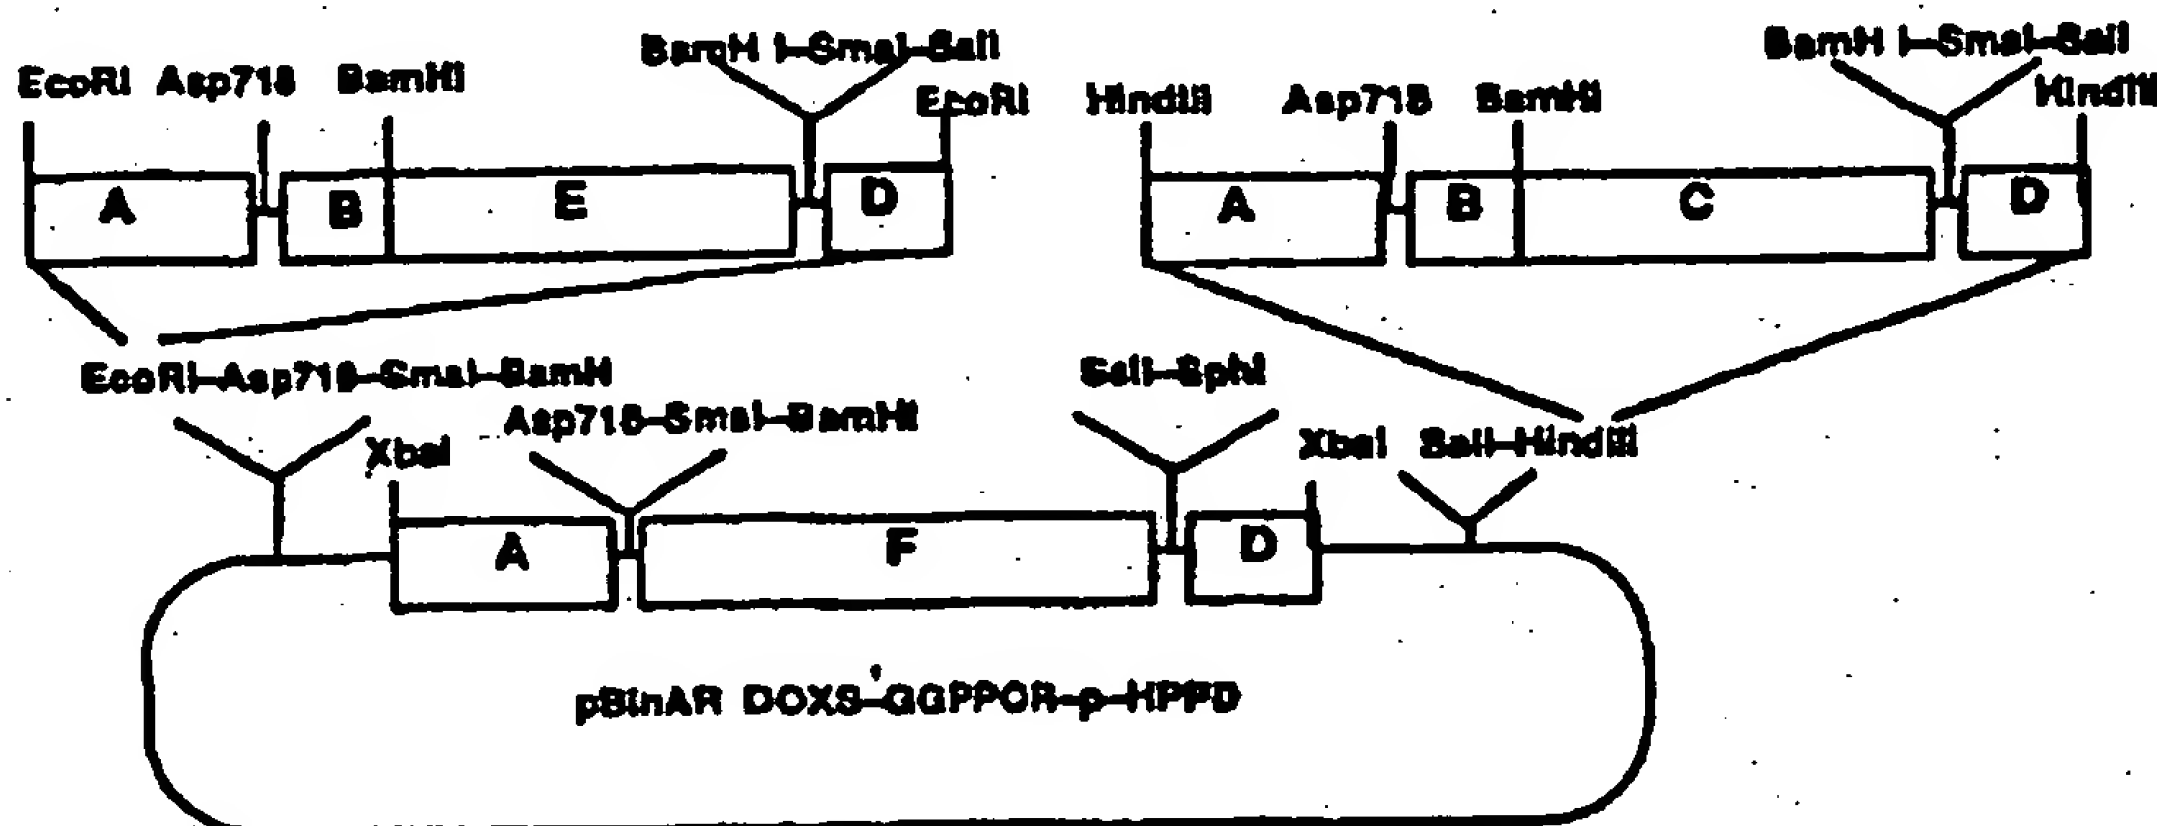 BamH I-SmaI-SalI
BamH I-SmaI-SalI
EcoRI Asp718 BamHI
EcoRI
HindIII Asp718 BamHI
HindIII
A B E D
A B C D
EcoRI-Asp718-SmaI-BamH
SalI-SphI
Asp718-SmaI-BamHI
XbaI
XbaI SalI-HindIII
A F D
pBinAR DOXS-GGPPOR-p-HPPD